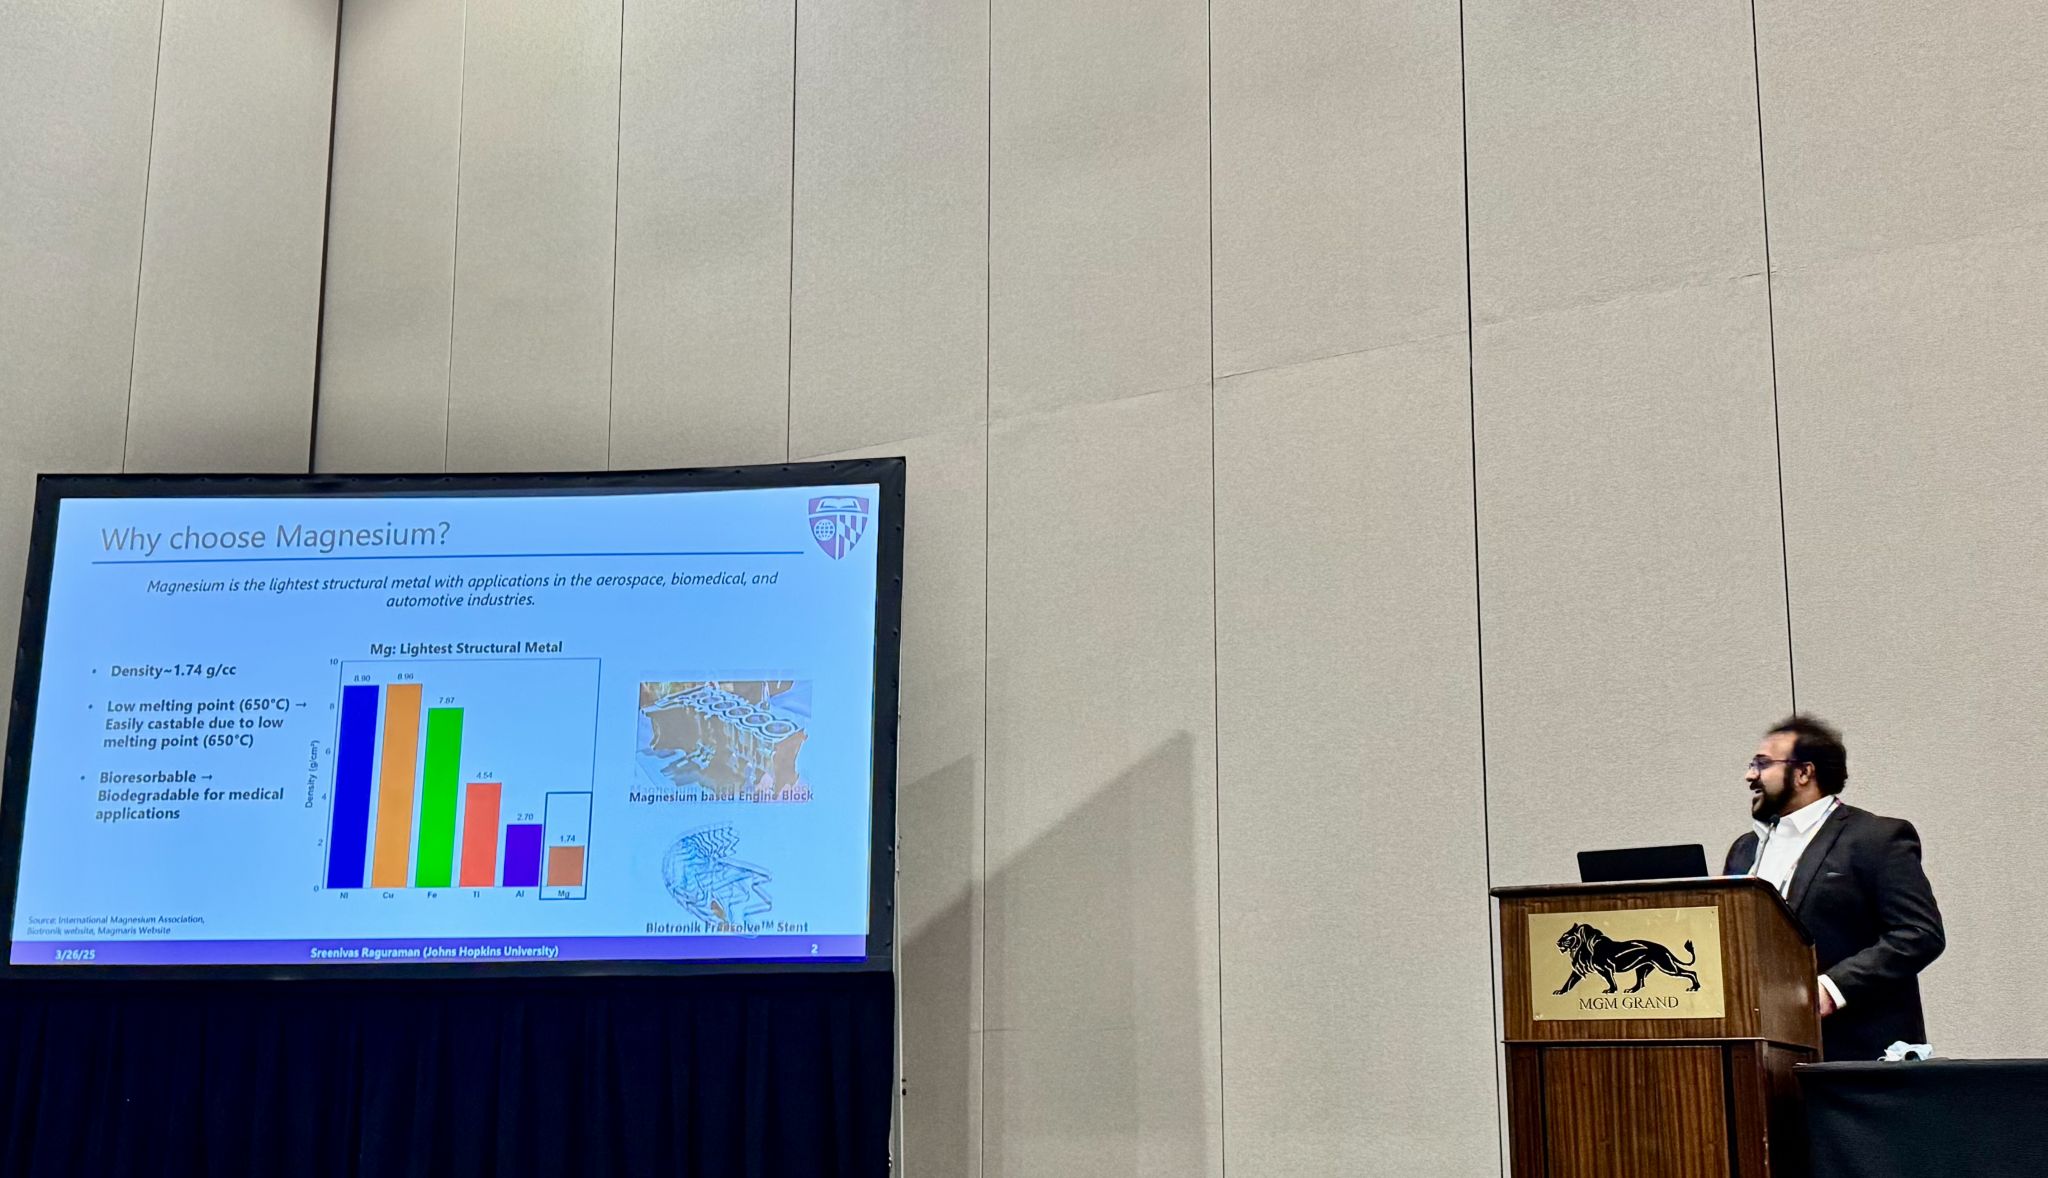 Why choose Magnesium?
Magnesium is the lightest structural metal with applications in the aerospace, biomedical, and
automotive industries.
• Density~1.74 g/cc
• Low melting point (650°C) →
Easily castable due to low
melting point (650°C)
• Bioresorbable →
Biodegradable for medical
applications
Mg: Lightest Structural Metal
Density (g/cm³)
10
8
6
4
2
0
8.90
8.96
7.87
4.54
2.70
1.74
Ni
Cu
Fe
Ti
Al
Mg
Magnesium based Engine Block
Biotronik Stent
Source: International Magnesium Association,
Biotronik website, Magmaris Website
3/26/25
Sreenivas Raguraman (Johns Hopkins University)
2
MGM GRAND